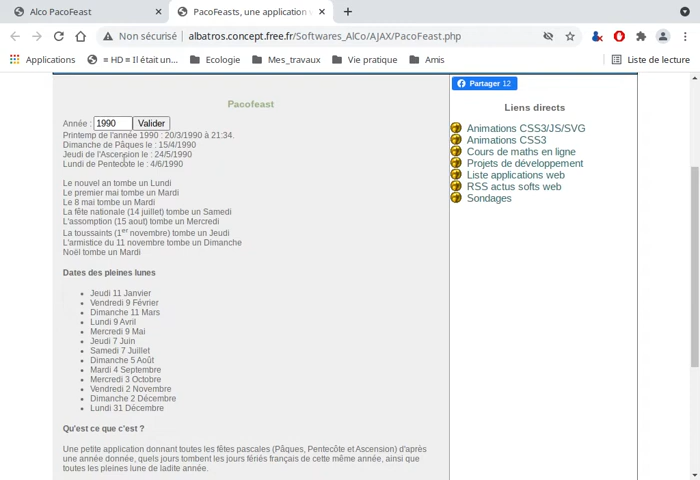 Alco PacoFeast
PacoFeasts, une application w
Non sécurisé
albatros.concept.free.fr/Softwares_AlCo/AJAX/PacoFeast.php
Applications
= HD = Il était un…
Ecologie
Mes_travaux
Vie pratique
Amis
Liste de lecture
Pacofeast
Année : 1990 Valider
Printemp de l'année 1990 : 20/3/1990 à 21:34.
Dimanche de Pâques le : 15/4/1990
Jeudi de l'Ascension le : 24/5/1990
Lundi de Pentecôte le : 4/6/1990
Le nouvel an tombe un Lundi
Le premier mai tombe un Mardi
Le 8 mai tombe un Mardi
La fête nationale (14 juillet) tombe un Samedi
L'assomption (15 aout) tombe un Mercredi
La toussaints (1er novembre) tombe un Jeudi
L'armistice du 11 novembre tombe un Dimanche
Noël tombe un Mardi
Dates des pleines lunes
Jeudi 11 Janvier
Vendredi 9 Février
Dimanche 11 Mars
Lundi 9 Avril
Mercredi 9 Mai
Jeudi 7 Juin
Samedi 7 Juillet
Dimanche 5 Août
Mardi 4 Septembre
Mercredi 3 Octobre
Vendredi 2 Novembre
Dimanche 2 Décembre
Lundi 31 Décembre
Qu'est ce que c'est ?
Une petite application donnant toutes les fêtes pascales (Pâques, Pentecôte et Ascension) d'après
une année donnée, quels jours tombent les jours fériés français de cette même année, ainsi que
toutes les pleines lune de ladite année.
Partager 12
Liens directs
Animations CSS3/JS/SVG
Animations CSS3
Cours de maths en ligne
Projets de développement
Liste applications web
RSS actus softs web
Sondages